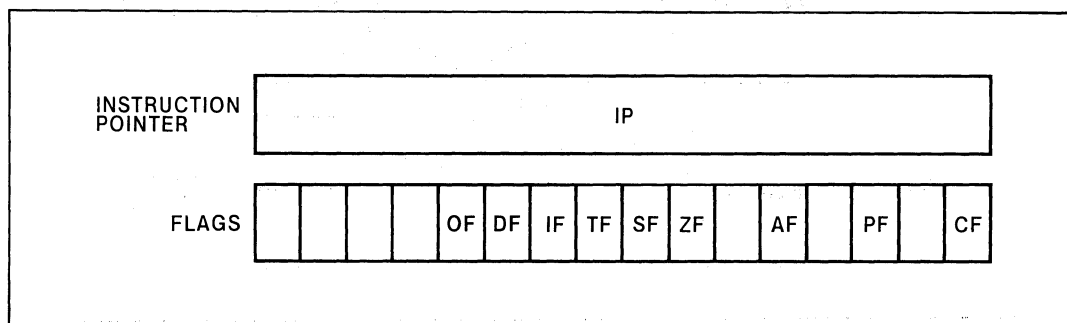 INSTRUCTION
POINTER
IP
FLAGS
OF DF IF TF SF ZF AF PF CF